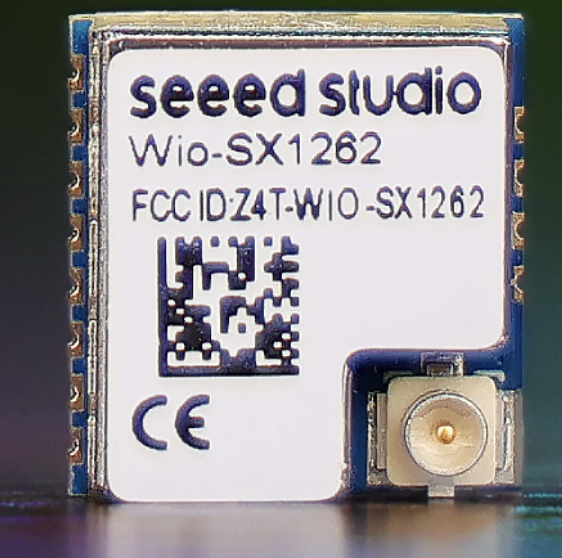 seeed studio
Wio-SX1262
FCC ID:Z4T-WIO-SX1262
CE